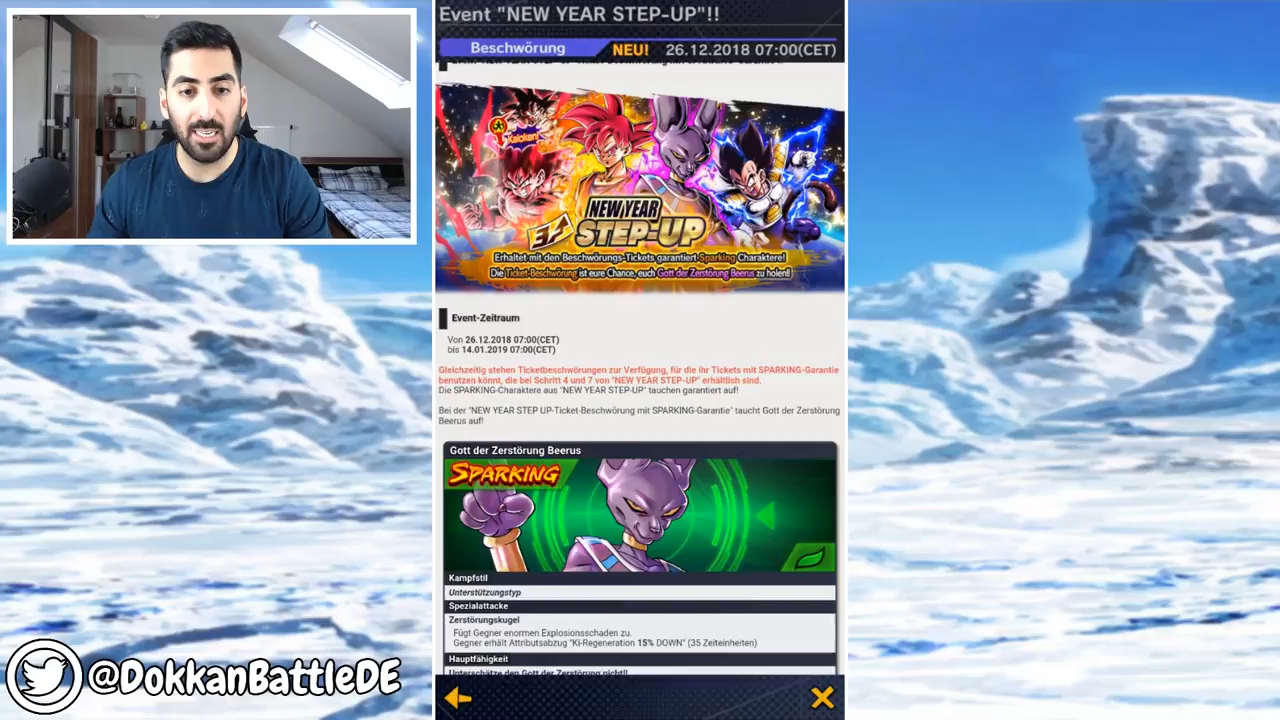 Event "NEW YEAR STEP-UP"!!
Beschwörung NEU! 26.12.2018 07:00(CET)
Kaioken!
NEW YEAR
STEP-UP
Erhaltet mit den Beschwörungs-Tickets garantiert Sparking Charaktere!
Die Ticket-Beschwörung ist eure Chance, euch Gott der Zerstörung Beerus zu holen!!
Event-Zeitraum
Von 26.12.2018 07:00(CET)
bis 14.01.2019 07:00(CET)
Gleichzeitig stehen Ticketbeschwörungen zur Verfügung, für die ihr Tickets mit SPARKING-Garantie
benutzen könnt, die bei Schritt 4 und 7 von "NEW YEAR STEP-UP" erhältlich sind.
Die SPARKING-Charaktere aus "NEW YEAR STEP-UP" tauchen garantiert auf!
Bei der "NEW YEAR STEP UP-Ticket-Beschwörung mit SPARKING-Garantie" taucht Gott der Zerstörung
Beerus auf!
Gott der Zerstörung Beerus
SPARKING
Kampfstil
Unterstützungstyp
Spezialattacke
Zerstörungskugel
Fügt Gegner enormen Explosionsschaden zu.
Gegner erhält Attributsabzug "Ki-Regeneration 15% DOWN" (35 Zeiteinheiten)
Hauptfähigkeit
Unterschätze den Gott der Zerstörung nicht!!
@DokkanBattleDE